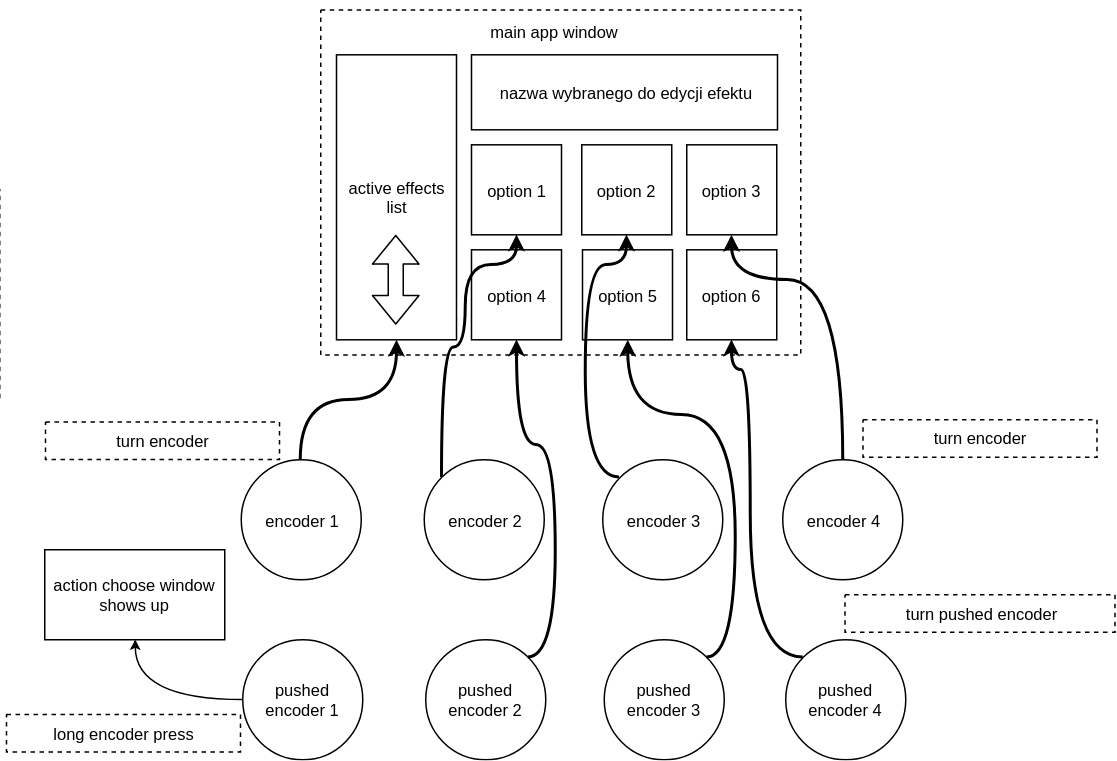 main app window
nazwa wybranego do edycji efektu
active effects
list
option 1
option 2
option 3
option 4
option 5
option 6
turn encoder
turn encoder
encoder 1
encoder 2
encoder 3
encoder 4
action choose window
shows up
turn pushed encoder
pushed
encoder 1
pushed
encoder 2
pushed
encoder 3
pushed
encoder 4
long encoder press